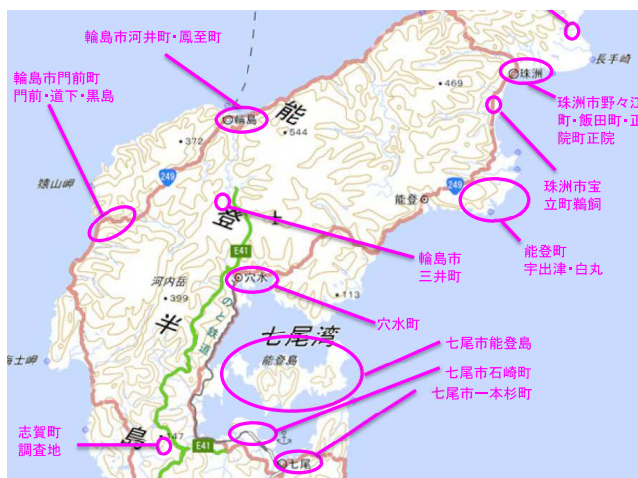 輪島市河井町・鳳至町
輪島市門前町
門前・道下・黒島
長手崎
珠洲
・469
珠洲市野々江
町・飯田町・正
院町正院
輪島
能
・544
・372
猿山岬
249
249
能登
珠洲市宝
立町鵜飼
登
E41
輪島市
三井町
能登町
宇出津・白丸
河内岳
・399
穴水
・113
のと鉄道
半
穴水町
七尾湾
能登島
七尾市能登島
海士岬
七尾市石崎町
七尾市一本杉町
志賀町
調査地
島
147
E41
七尾